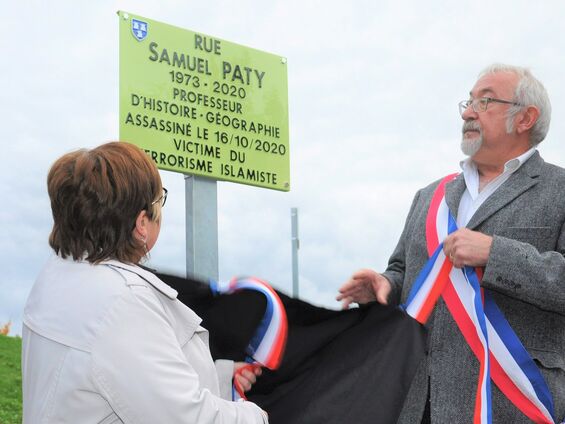 RUE
SAMUEL PATY
1973 - 2020
PROFESSEUR
D'HISTOIRE - GÉOGRAPHIE
ASSASSINÉ LE 16/10/2020
VICTIME DU
TERRORISME ISLAMISTE